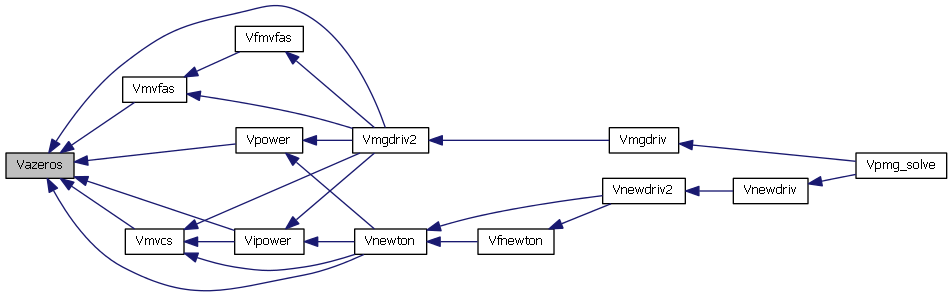 Vfmvfas
Vmvfas
Vpower
Vmgdriv2
Vmgdriv
Vazeros
Vpmg_solve
Vnewdriv2
Vnewdriv
Vmvcs
Vipower
Vnewton
Vfnewton